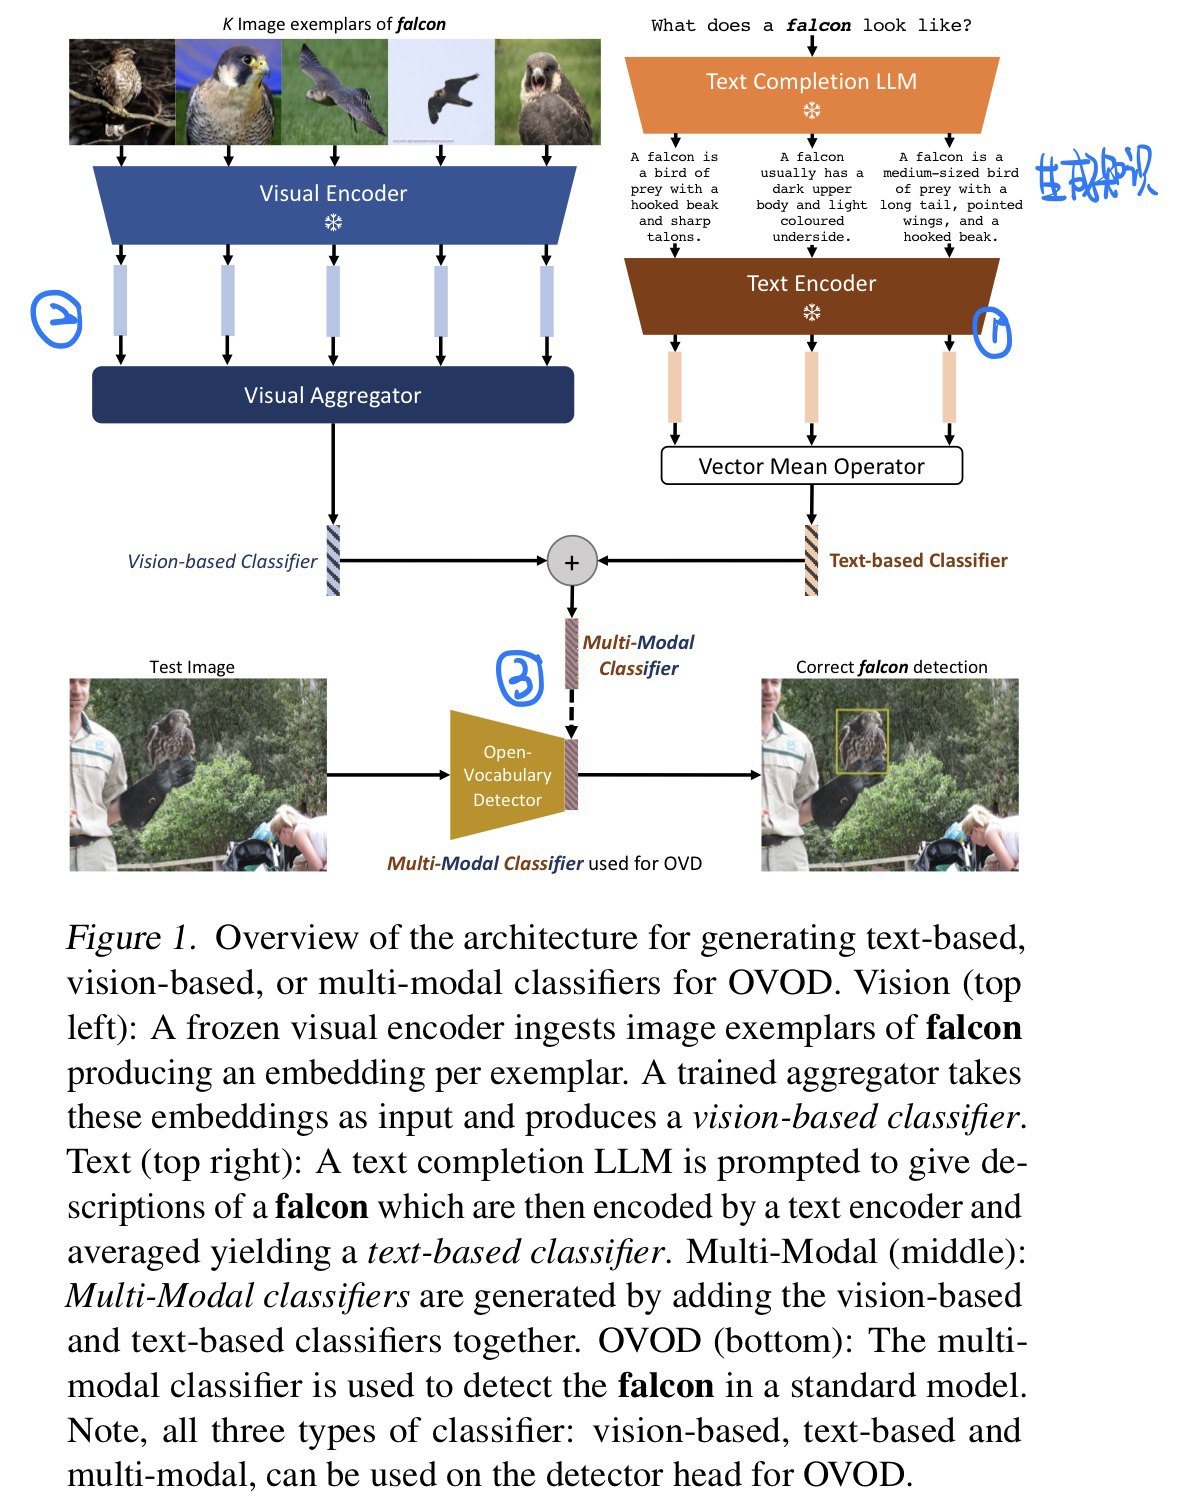 K Image exemplars of falcon
What does a falcon look like?
Text Completion LLM
A falcon is
a bird of
prey with a
hooked beak
and sharp
talons.
A falcon
usually has a
dark upper
body and light
coloured
underside.
A falcon is a
medium-sized bird
of prey with a
long tail, pointed
wings, and a
hooked beak.
生成知识
Visual Encoder
Text Encoder
②
①
Visual Aggregator
Vector Mean Operator
Vision-based Classifier
+
Text-based Classifier
Multi-Modal
Classifier
③
Test Image
Correct falcon detection
Open-
Vocabulary
Detector
Multi-Modal Classifier used for OVD
Figure 1. Overview of the architecture for generating text-based,
vision-based, or multi-modal classifiers for OVOD. Vision (top
left): A frozen visual encoder ingests image exemplars of falcon
producing an embedding per exemplar. A trained aggregator takes
these embeddings as input and produces a vision-based classifier.
Text (top right): A text completion LLM is prompted to give de-
scriptions of a falcon which are then encoded by a text encoder and
averaged yielding a text-based classifier. Multi-Modal (middle):
Multi-Modal classifiers are generated by adding the vision-based
and text-based classifiers together. OVOD (bottom): The multi-
modal classifier is used to detect the falcon in a standard model.
Note, all three types of classifier: vision-based, text-based and
multi-modal, can be used on the detector head for OVOD.